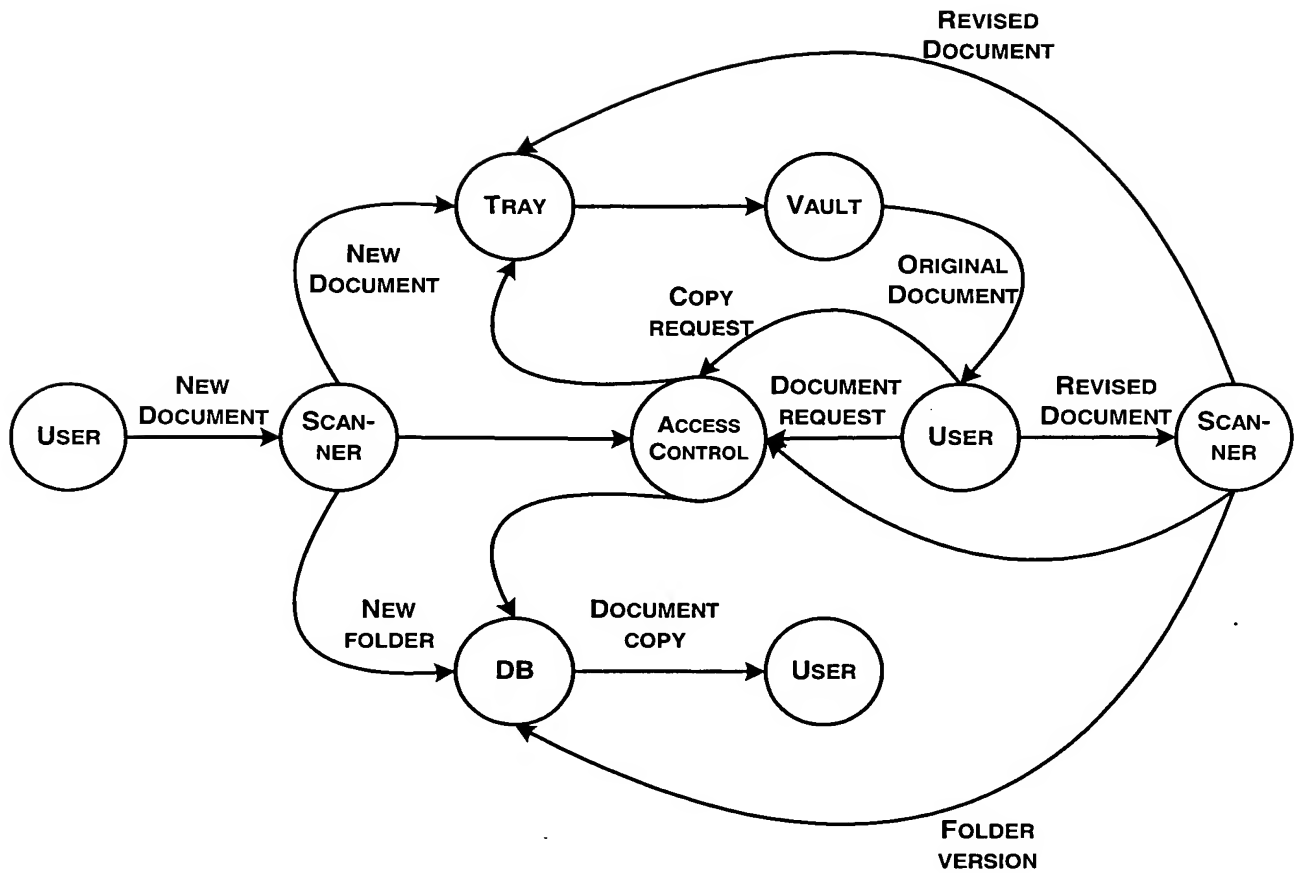 REVISED
DOCUMENT
TRAY
VAULT
NEW
DOCUMENT
ORIGINAL
DOCUMENT
COPY
REQUEST
NEW
DOCUMENT
DOCUMENT
REQUEST
REVISED
DOCUMENT
USER
SCAN-
NER
ACCESS
CONTROL
USER
SCAN-
NER
NEW
FOLDER
DOCUMENT
COPY
DB
USER
FOLDER
VERSION